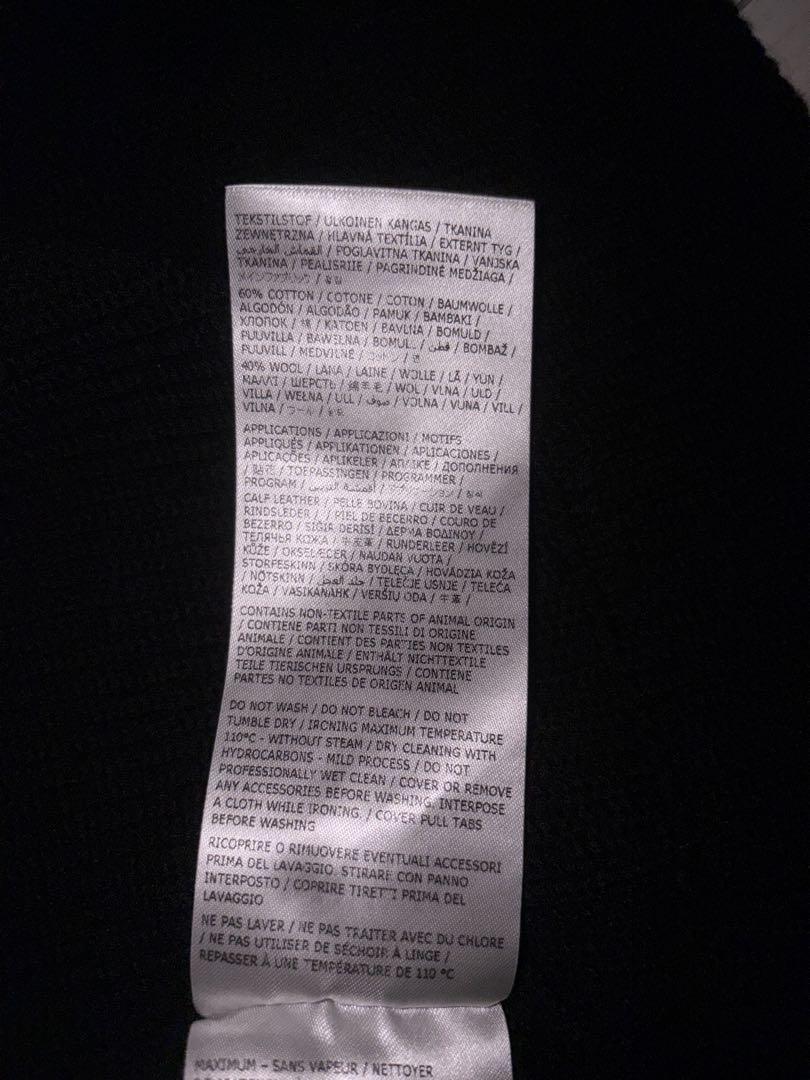 TEKSTILSTOF / ULKOINEN KANGAS / TKANINA
ZEWNĘTRZNA / HLAVNÁ TEXTÍLIA / EXTERNT TYG /
القماش الخارجي / POGLAVITNA TKANINA / VANJSKA
TKANINA / PEALISRIIE / PAGRINDINĖ MEDŽIAGA /
60% COTTON / COTONE / COTON / BAUMWOLLE /
ALGODÓN / ALGODÃO / PAMUK / BAMBAKI /
ХЛОПОК / 棉 / KATOEN / BAVLNA / BOMULD /
PUUVILLA / BAWEŁNA / BOMULL / قطن / BOMBAŽ /
PUUVILL / MEDVILNĖ / コットン / 면
40% WOOL / LANA / LAINE / WOLLE / LÃ / YUN /
ΜΑΛΛΙ / ШЕРСТЬ / 绵羊毛 / WOL / VLNA / ULD /
VILLA / WEŁNA / ULL / صوف / VOLNA / VUNA / VILL /
VILNA / ウール /
APPLICATIONS / APPLICAZIONI / MOTIFS
APPLIQUÉS / APPLIKATIONEN / APLICACIONES /
APLICAÇÕES / APLIKELER / ΑΠΛΙΚΕ / ДОПОЛНЕНИЯ
/ 贴花 / TOEPASSINGEN / PROGRAMMER /
PROGRAM /
CALF LEATHER / PELLE BOVINA / CUIR DE VEAU /
RINDSLEDER / / PIEL DE BECERRO / COURO DE
BEZERRO / SIĞIR DERİSİ / ΔΕΡΜΑ ΒΟΔΙΝΟΥ /
ТЕЛЯЧЬЯ КОЖА / 牛皮革 / RUNDERLEER / HOVĚZÍ
KŮŽE / OKSELÆCER / NAUDAN VUOTA /
STORFESKINN / SKÓRA BYDLĘCA / HOVÄDZIA KOŽA
/ NÖTSKINN / جلد العجل / TELEČJE USNJE / TELEĆA
KOŽA / VASIKANAHK / VERŠIŲ ODA / 牛革 /
CONTAINS NON-TEXTILE PARTS OF ANIMAL ORIGIN
/ CONTIENE PARTI NON TESSILI DI ORIGINE
ANIMALE / CONTIENT DES PARTIES NON TEXTILES
D'ORIGINE ANIMALE / ENTHÄLT NICHTTEXTILE
TEILE TIERISCHEN URSPRUNGS / CONTIENE
PARTES NO TEXTILES DE ORIGEN ANIMAL
DO NOT WASH / DO NOT BLEACH / DO NOT
TUMBLE DRY / IRONING MAXIMUM TEMPERATURE
110°C - WITHOUT STEAM / DRY CLEANING WITH
HYDROCARBONS - MILD PROCESS / DO NOT
PROFESSIONALLY WET CLEAN / COVER OR REMOVE
ANY ACCESSORIES BEFORE WASHING. INTERPOSE
A CLOTH WHILE IRONING. / COVER PULL TABS
BEFORE WASHING
RICOPRIRE O RIMUOVERE EVENTUALI ACCESSORI
PRIMA DEL LAVAGGIO. STIRARE CON PANNO
INTERPOSTO / COPRIRE TIRETTI PRIMA DEL
LAVAGGIO
NE PAS LAVER / NE PAS TRAITER AVEC DU CHLORE
/ NE PAS UTILISER DE SÉCHOIR À LINGE /
REPASSER À UNE TEMPÉRATURE DE 110 °C
MAXIMUM - SANS VAPEUR / NETTOYER